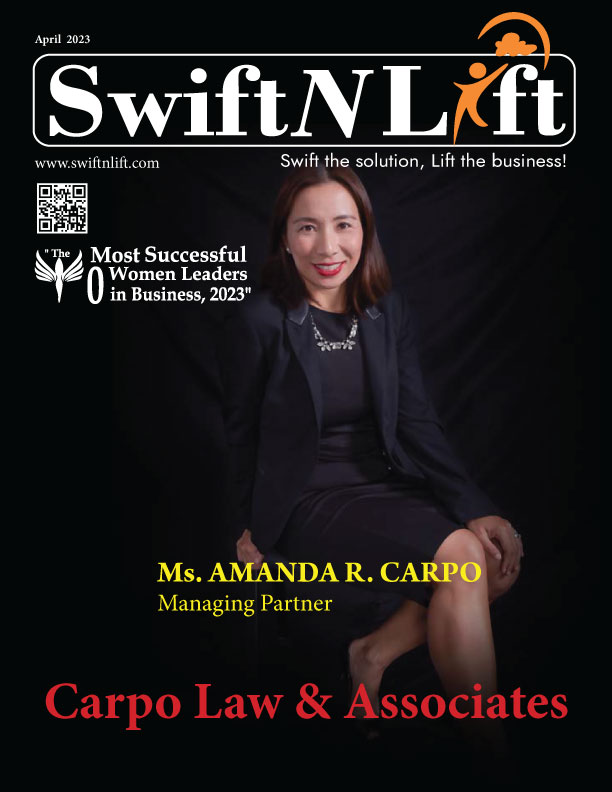 April 2023
SwiftNLift
www.swiftnlift.com
Swift the solution, Lift the business!
"The
0
Most Successful
Women Leaders
in Business, 2023"
Ms. AMANDA R. CARPO
Managing Partner
Carpo Law & Associates